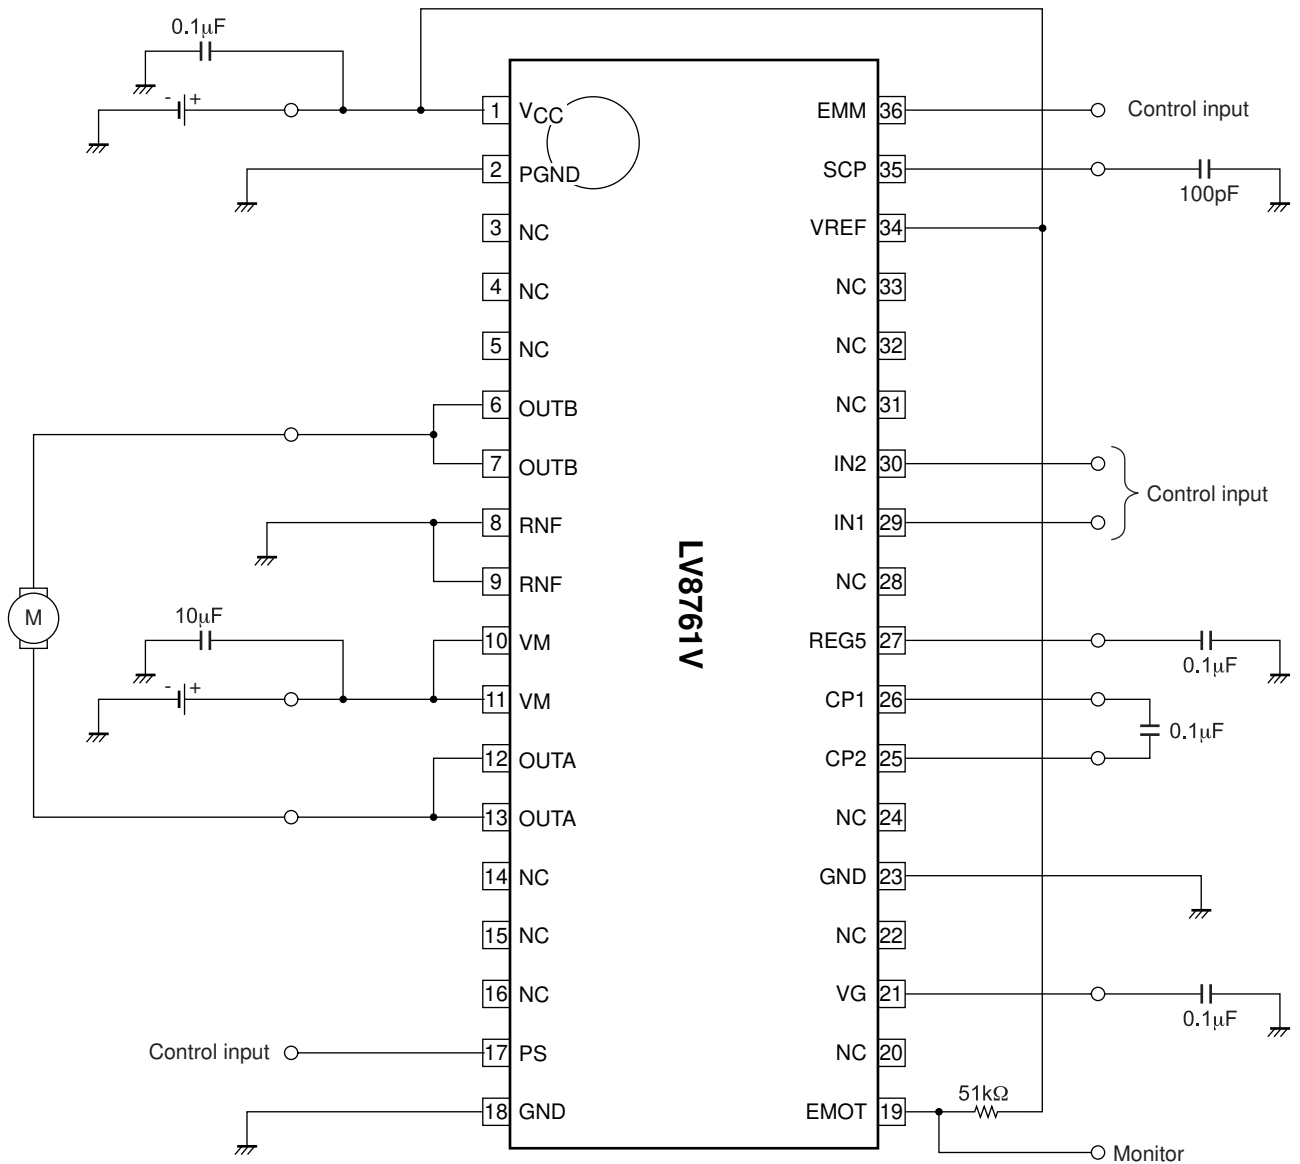 0.1μF
- +
1 VCC
EMM 36
Control input
2 PGND
SCP 35
100pF
3 NC
VREF 34
4 NC
NC 33
5 NC
NC 32
6 OUTB
NC 31
7 OUTB
IN2 30
Control input
8 RNF
IN1 29
LV8761V
9 RNF
NC 28
M
10μF
10 VM
REG5 27
0.1μF
- +
11 VM
CP1 26
0.1μF
12 OUTA
CP2 25
13 OUTA
NC 24
14 NC
GND 23
15 NC
NC 22
16 NC
VG 21
0.1μF
Control input
17 PS
NC 20
18 GND
EMOT 19
51kΩ
Monitor